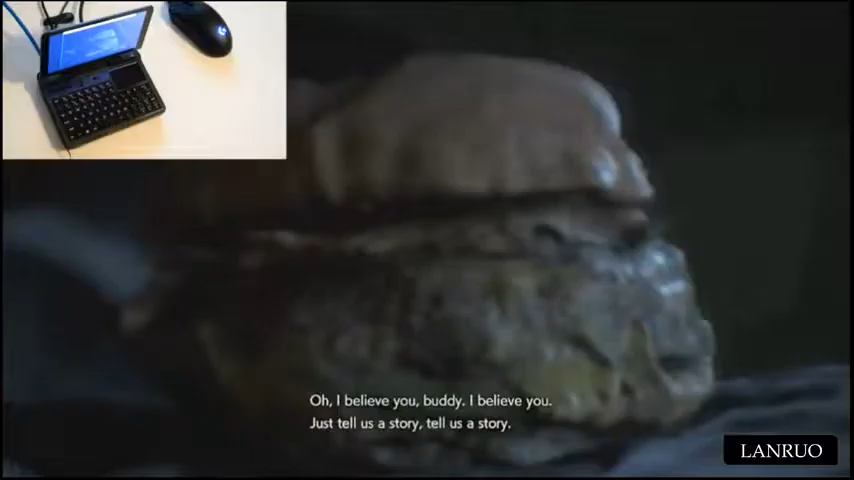 Oh, I believe you, buddy. I believe you.
Just tell us a story, tell us a story.
LANRUO